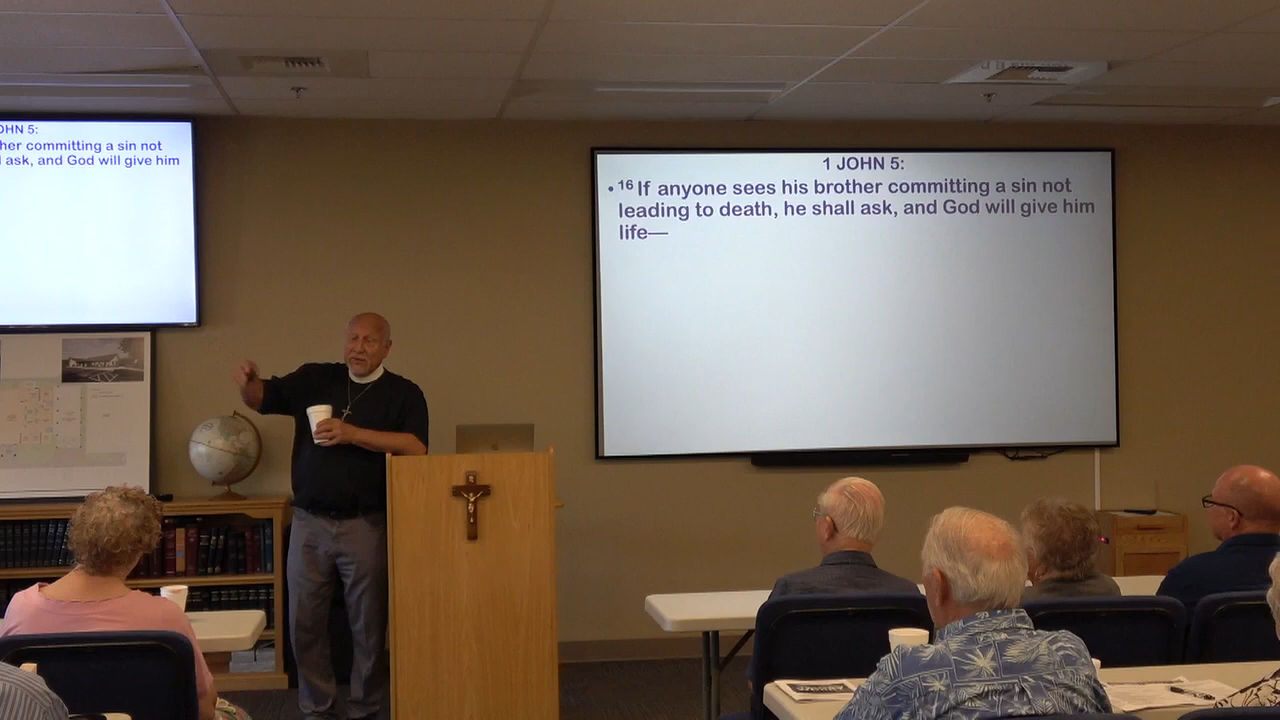 OHN 5:
her committing a sin not
l ask, and God will give him
1 JOHN 5:
• 16 If anyone sees his brother committing a sin not
leading to death, he shall ask, and God will give him
life—